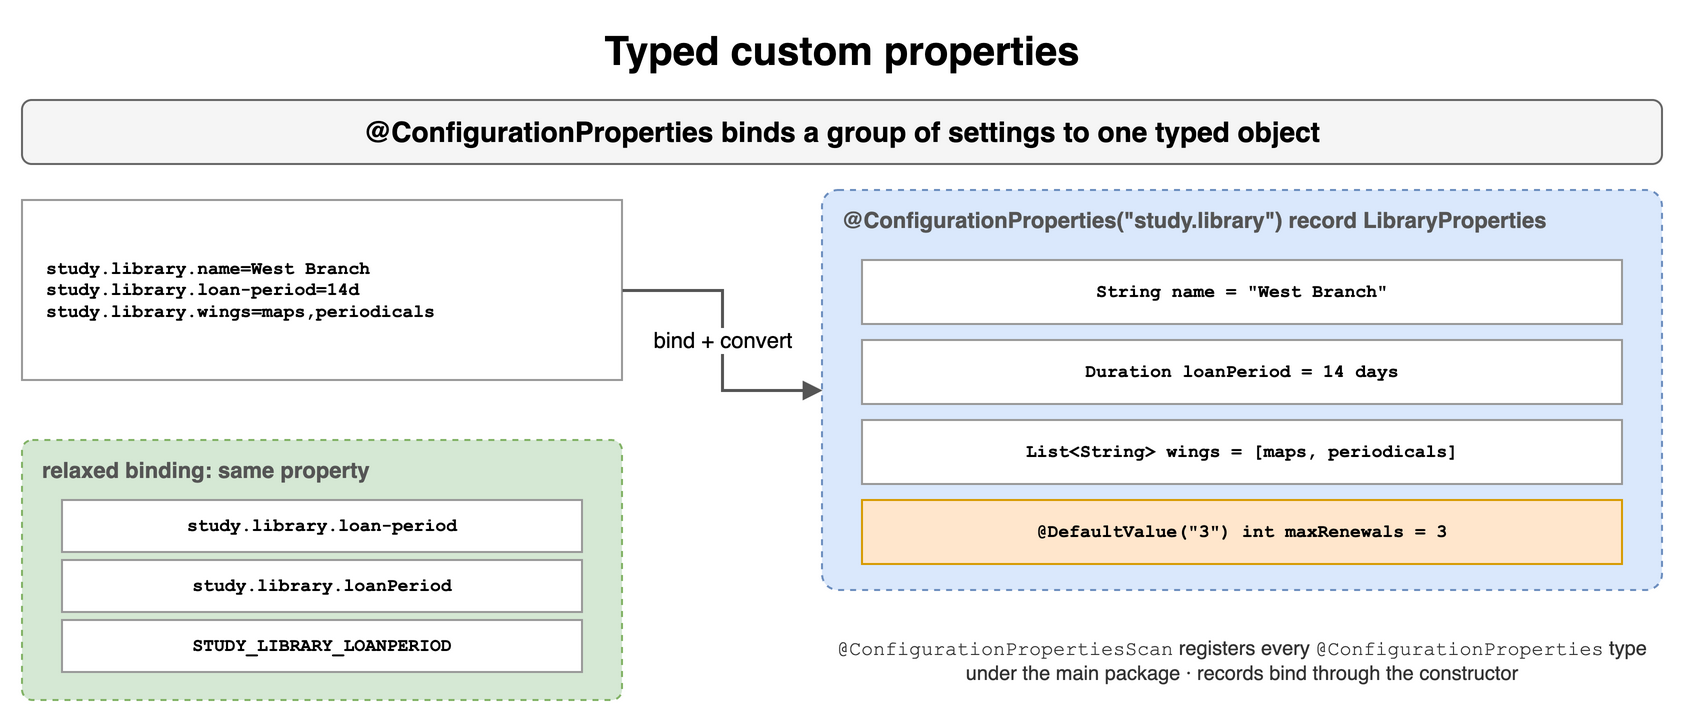 Typed custom properties
@ConfigurationProperties binds a group of settings to one typed object
study.library.name=West Branch
study.library.loan-period=14d
study.library.wings=maps,periodicals
bind + convert
relaxed binding: same property
study.library.loan-period
study.library.loanPeriod
STUDY_LIBRARY_LOANPERIOD
@ConfigurationProperties("study.library") record LibraryProperties
String name = "West Branch"
Duration loanPeriod = 14 days
List<String> wings = [maps, periodicals]
@DefaultValue("3") int maxRenewals = 3
@ConfigurationPropertiesScan registers every @ConfigurationProperties type
under the main package · records bind through the constructor